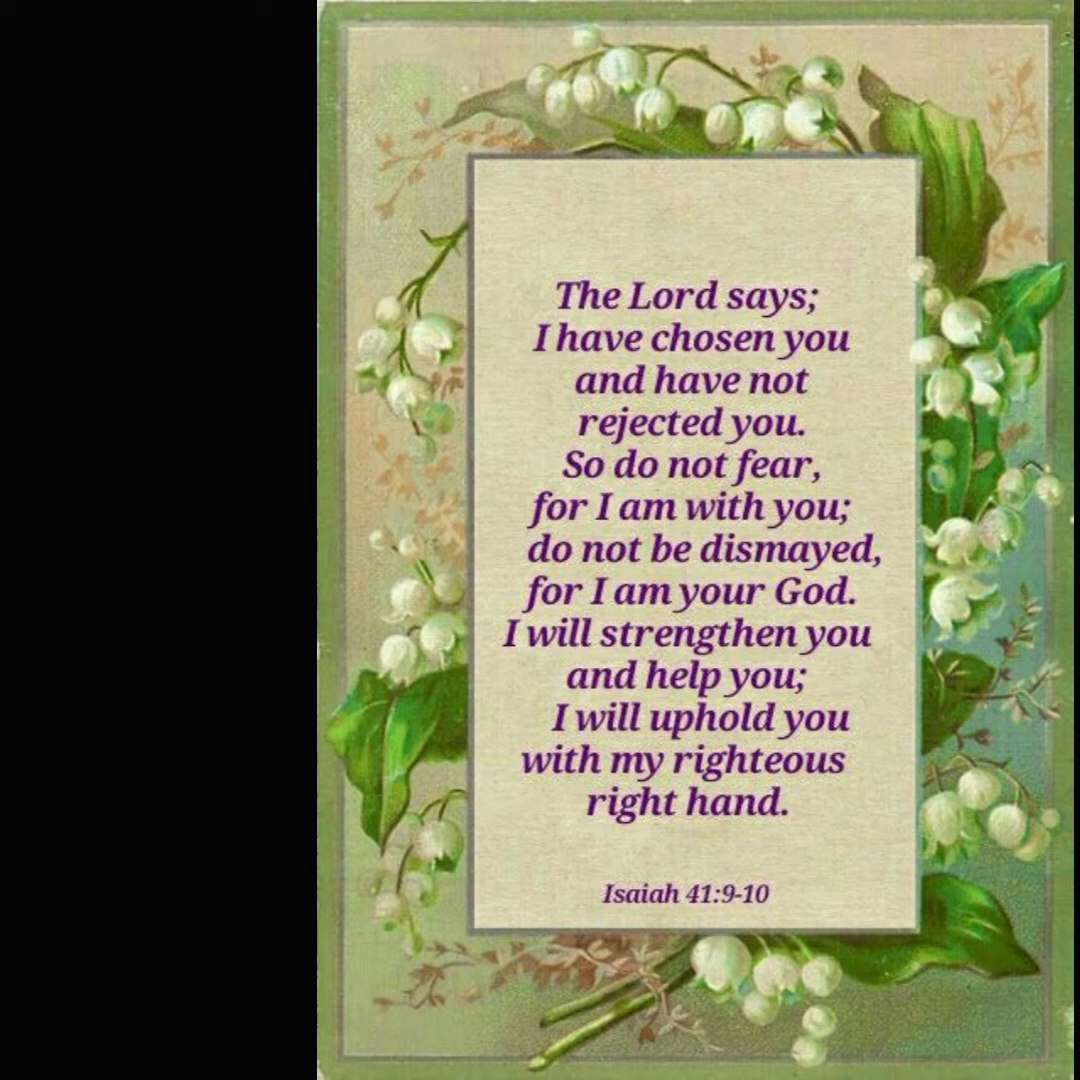 The Lord says;
I have chosen you
and have not
rejected you.
So do not fear,
for I am with you;
do not be dismayed,
for I am your God.
I will strengthen you
and help you;
I will uphold you
with my righteous
right hand.
Isaiah 41:9-10